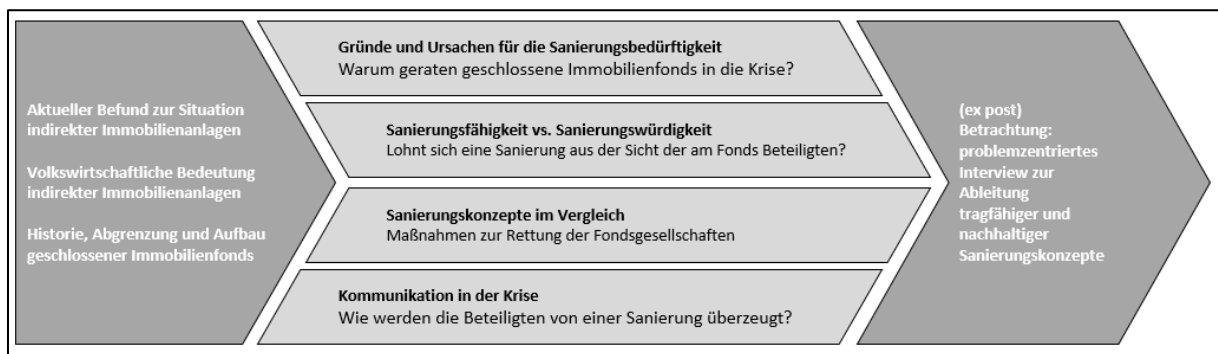 Aktueller Befund zur Situation
indirekter Immobilienanlagen
Volkswirtschaftliche Bedeutung
indirekter Immobilienanlagen
Historie, Abgrenzung und Aufbau
geschlossener Immobilienfonds
Gründe und Ursachen für die Sanierungsbedürftigkeit
Warum geraten geschlossene Immobilienfonds in die Krise?
Sanierungsfähigkeit vs. Sanierungswürdigkeit
Lohnt sich eine Sanierung aus der Sicht der am Fonds Beteiligten?
Sanierungskonzepte im Vergleich
Maßnahmen zur Rettung der Fondsgesellschaften
Kommunikation in der Krise
Wie werden die Beteiligten von einer Sanierung überzeugt?
(ex post)
Betrachtung:
problemzentriertes
Interview zur
Ableitung
tragfähiger und
nachhaltiger
Sanierungskonzepte